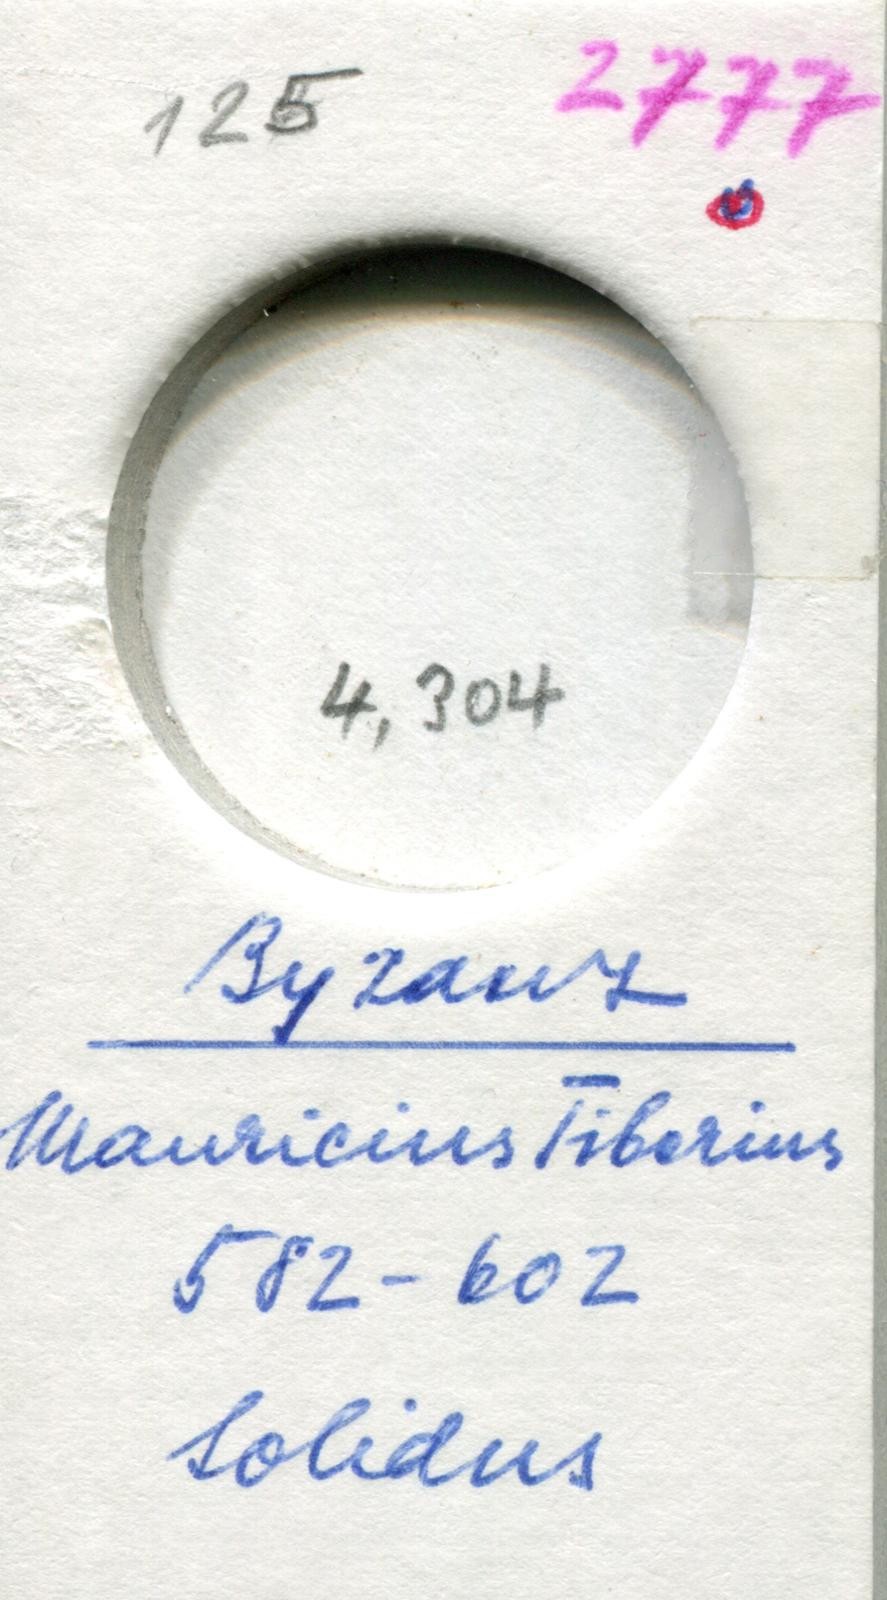 125
2777
4,304
Byzanz
Mauricius Tiberius
582-602
Solidus